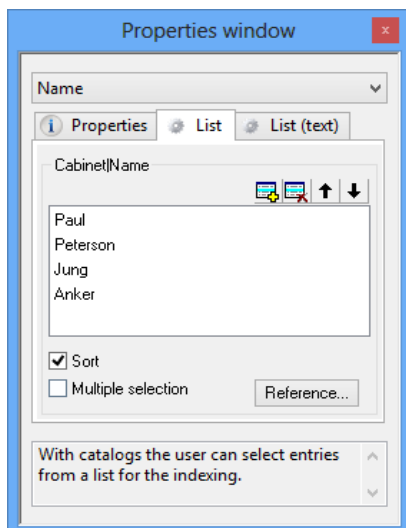 Properties window
x
Name
i Properties List List (text)
Cabinet|Name
Paul
Peterson
Jung
Anker
Sort
Multiple selection
Reference...
With catalogs the user can select entries
from a list for the indexing.